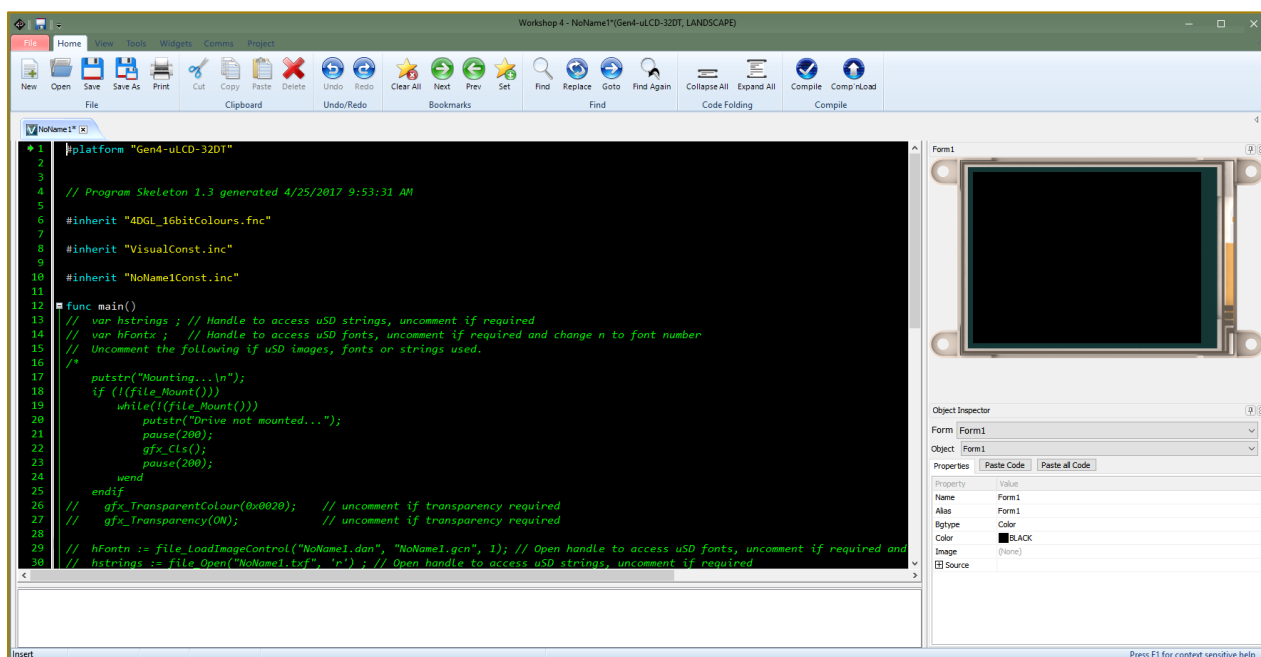 Workshop 4 - NoName1*(Gen4-uLCD-32DT, LANDSCAPE)
File Home View Tools Widgets Comms Project
New Open Save Save As Print Cut Copy Paste Delete Undo Redo Clear All Next Prev Set Find Replace Goto Find Again Collapse All Expand All Compile Comp'nLoad
File Clipboard Undo/Redo Bookmarks Find Code Folding Compile
NoName1*
1 #platform "Gen4-uLCD-32DT"
2
3
4 // Program Skeleton 1.3 generated 4/25/2017 9:53:31 AM
5
6 #inherit "4DGL_16bitColours.fnc"
7
8 #inherit "VisualConst.inc"
9
10 #inherit "NoName1Const.inc"
11
12 func main()
13 // var hstrings ; // Handle to access uSD strings, uncomment if required
14 // var hFontx ; // Handle to access uSD fonts, uncomment if required and change n to font number
15 // Uncomment the following if uSD images, fonts or strings used.
16 /*
17 putstr("Mounting...\n");
18 if (!(file_Mount()))
19 while(!(file_Mount()))
20 putstr("Drive not mounted...");
21 pause(200);
22 gfx_Cls();
23 pause(200);
24 wend
25 endif
26 // gfx_TransparentColour(0x0020); // uncomment if transparency required
27 // gfx_Transparency(ON); // uncomment if transparency required
28
29 // hFontn := file_LoadImageControl("NoName1.dan", "NoName1.gcn", 1); // Open handle to access uSD fonts, uncomment if required and
30 // hstrings := file_Open("NoName1.txf", 'r') ; // Open handle to access uSD strings, uncomment if required
Form1
Object Inspector
Form Form1
Object Form1
Properties Paste Code Paste all Code
Property Value
Name Form1
Alias Form1
Bgtype Color
Color BLACK
Image (None)
Source
Insert
Press F1 for context sensitive help